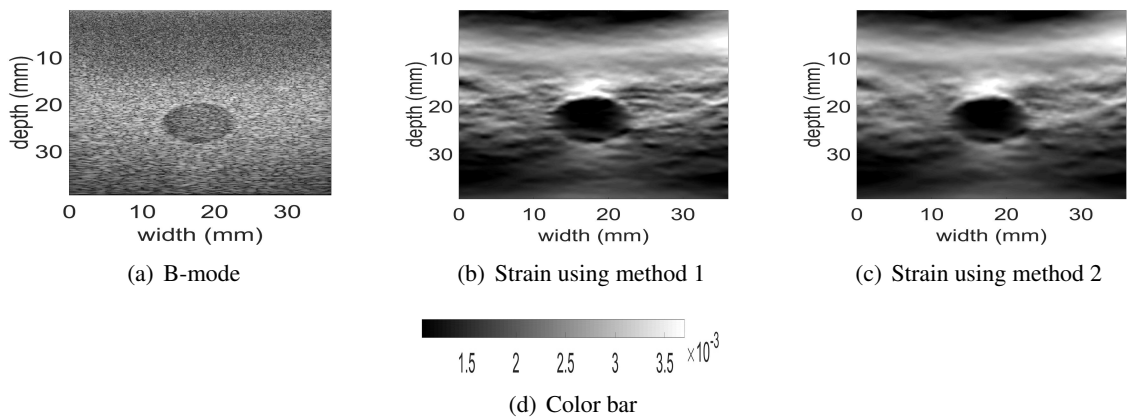 10
20
30
depth (mm)
0 10 20 30
width (mm)
(a) B-mode
10
20
30
depth (mm)
0 10 20 30
width (mm)
(b) Strain using method 1
10
20
30
depth (mm)
0 10 20 30
width (mm)
(c) Strain using method 2
1.5 2 2.5 3 3.5 ×10⁻³
(d) Color bar